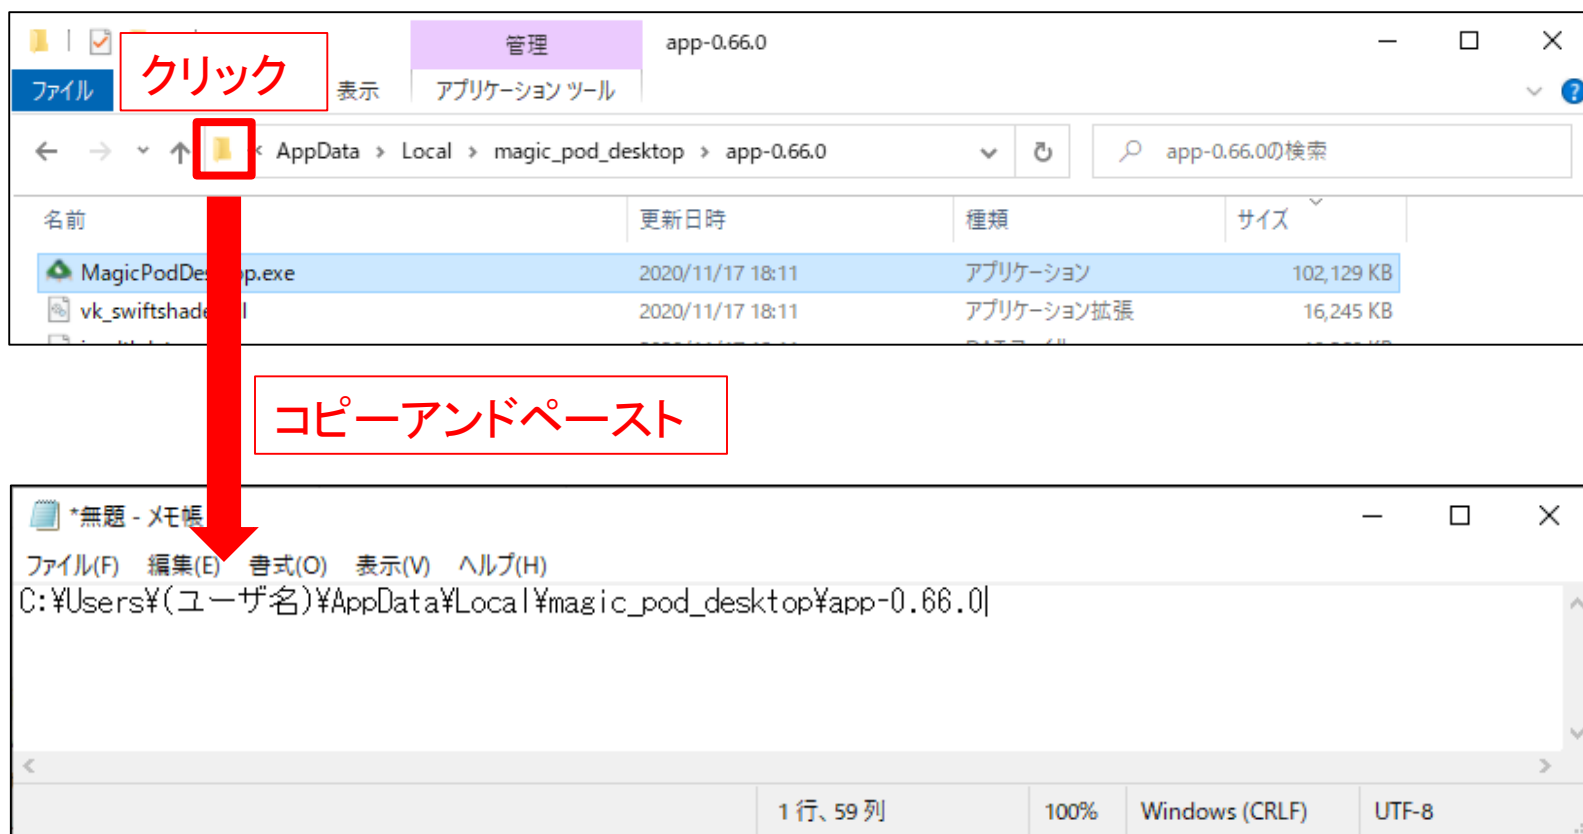 管理
app-0.66.0
クリック
ファイル
表示
アプリケーション ツール
AppData › Local › magic_pod_desktop › app-0.66.0
app-0.66.0の検索
名前 更新日時 種類 サイズ
MagicPodDes p.exe 2020/11/17 18:11 アプリケーション 102,129 KB
vk_swiftshade l 2020/11/17 18:11 アプリケーション拡張 16,245 KB
コピーアンドペースト
*無題 - メモ帳
ファイル(F) 編集(E) 書式(O) 表示(V) ヘルプ(H)
C:¥Users¥(ユーザ名)¥AppData¥Local¥magic_pod_desktop¥app-0.66.0
1 行、59 列 100% Windows (CRLF) UTF-8